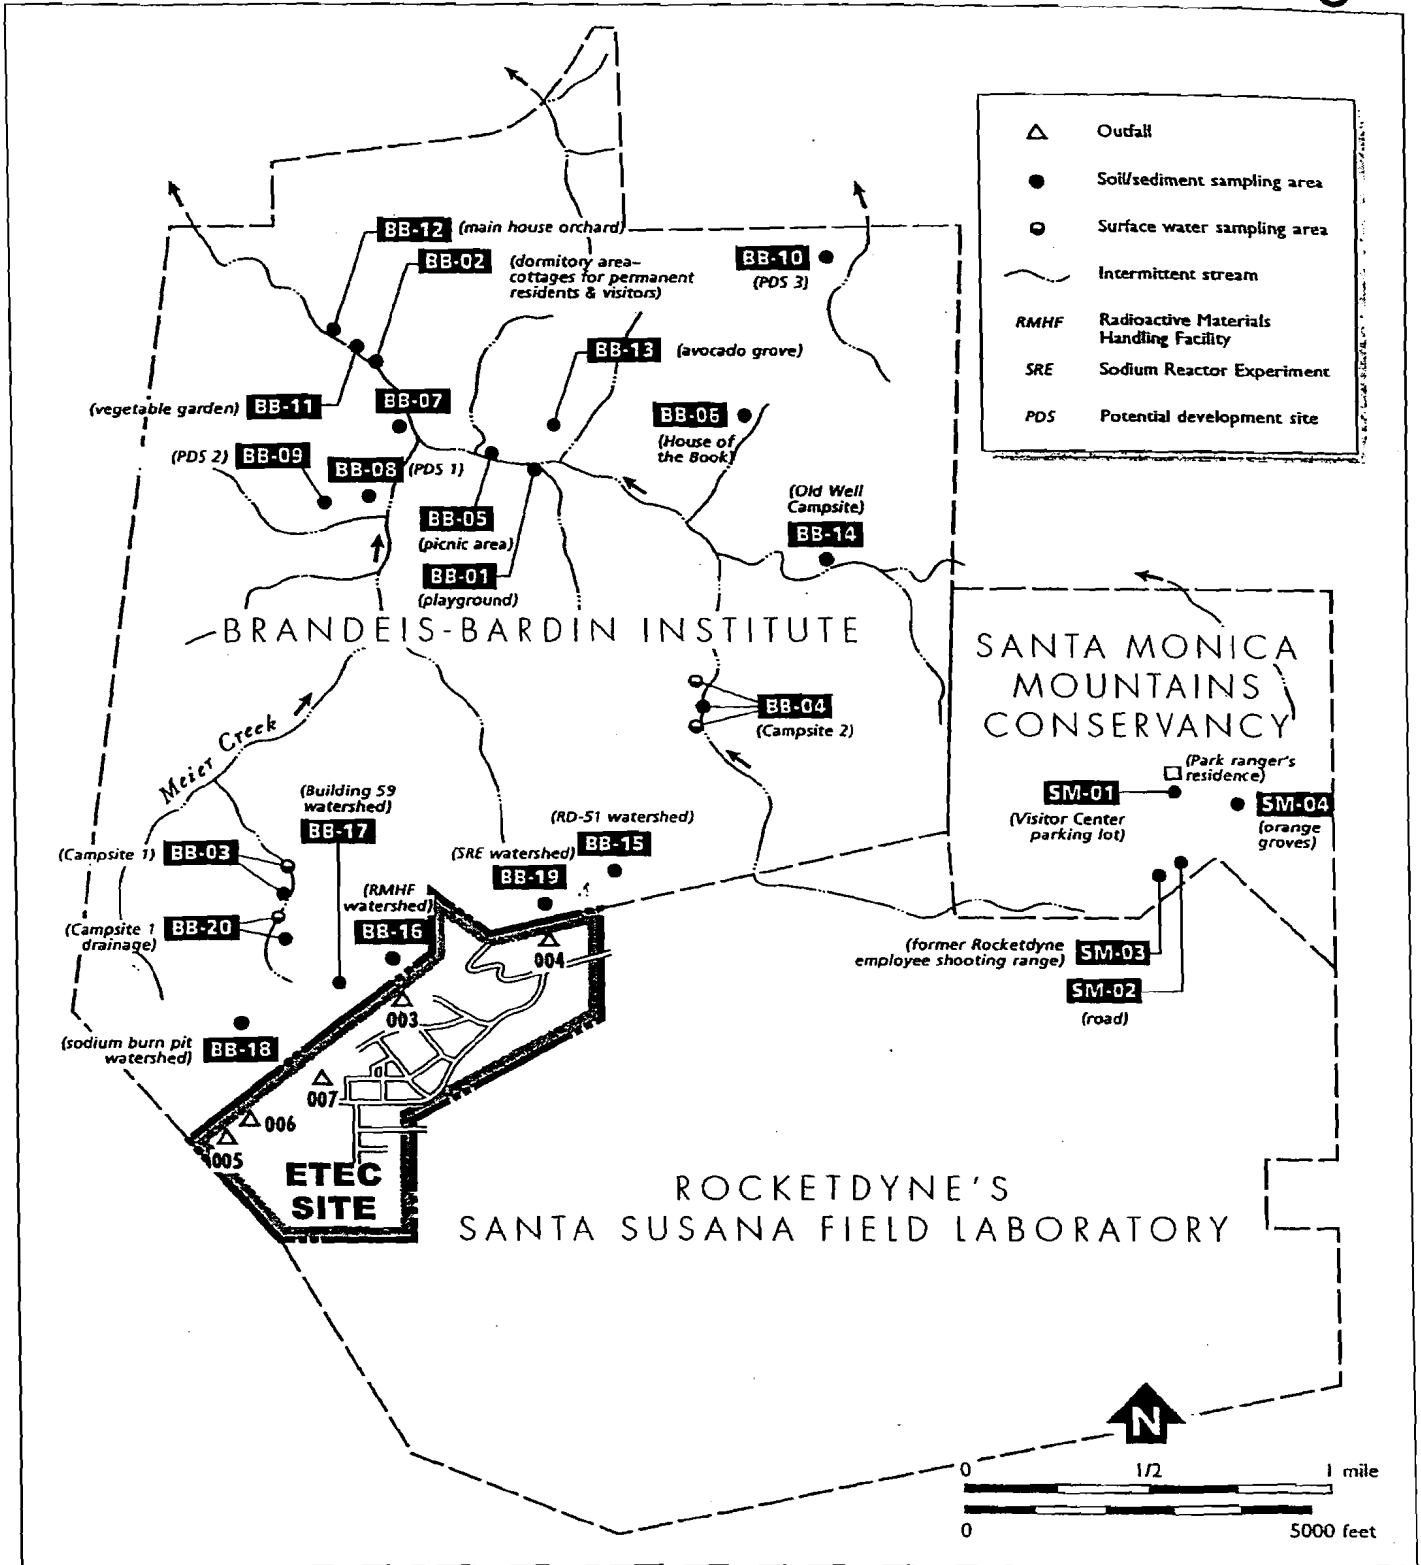 Outfall
Soil/sediment sampling area
Surface water sampling area
Intermittent stream
RMHF Radioactive Materials
Handling Facility
SRE Sodium Reactor Experiment
PDS Potential development site
BB-12 (main house orchard)
BB-02 (dormitory area–
cottages for permanent
residents & visitors)
BB-10
(PDS 3)
BB-13 (avocado grove)
(vegetable garden) BB-11
BB-07
BB-06
(House of
the Book)
(PDS 2) BB-09
BB-08 (PDS 1)
(Old Well
Campsite)
BB-14
BB-05
(picnic area)
BB-01
(playground)
BRANDEIS-BARDIN INSTITUTE
SANTA MONICA
MOUNTAINS
CONSERVANCY
BB-04
(Campsite 2)
Meier Creek
(Park ranger's
residence)
SM-01
(Visitor Center
parking lot)
SM-04
(orange
groves)
(Building 59
watershed)
BB-17
(RD-51 watershed)
BB-15
(SRE watershed)
BB-19
(Campsite 1) BB-03
(RMHF
watershed)
BB-16
(Campsite 1
drainage)
BB-20
004
(former Rocketdyne
employee shooting range)
SM-03
SM-02
(road)
003
(sodium burn pit
watershed)
BB-18
007
006
005
ETEC
SITE
ROCKETDYNE'S
SANTA SUSANA FIELD LABORATORY
N
0 1/2 1 mile
0 5000 feet